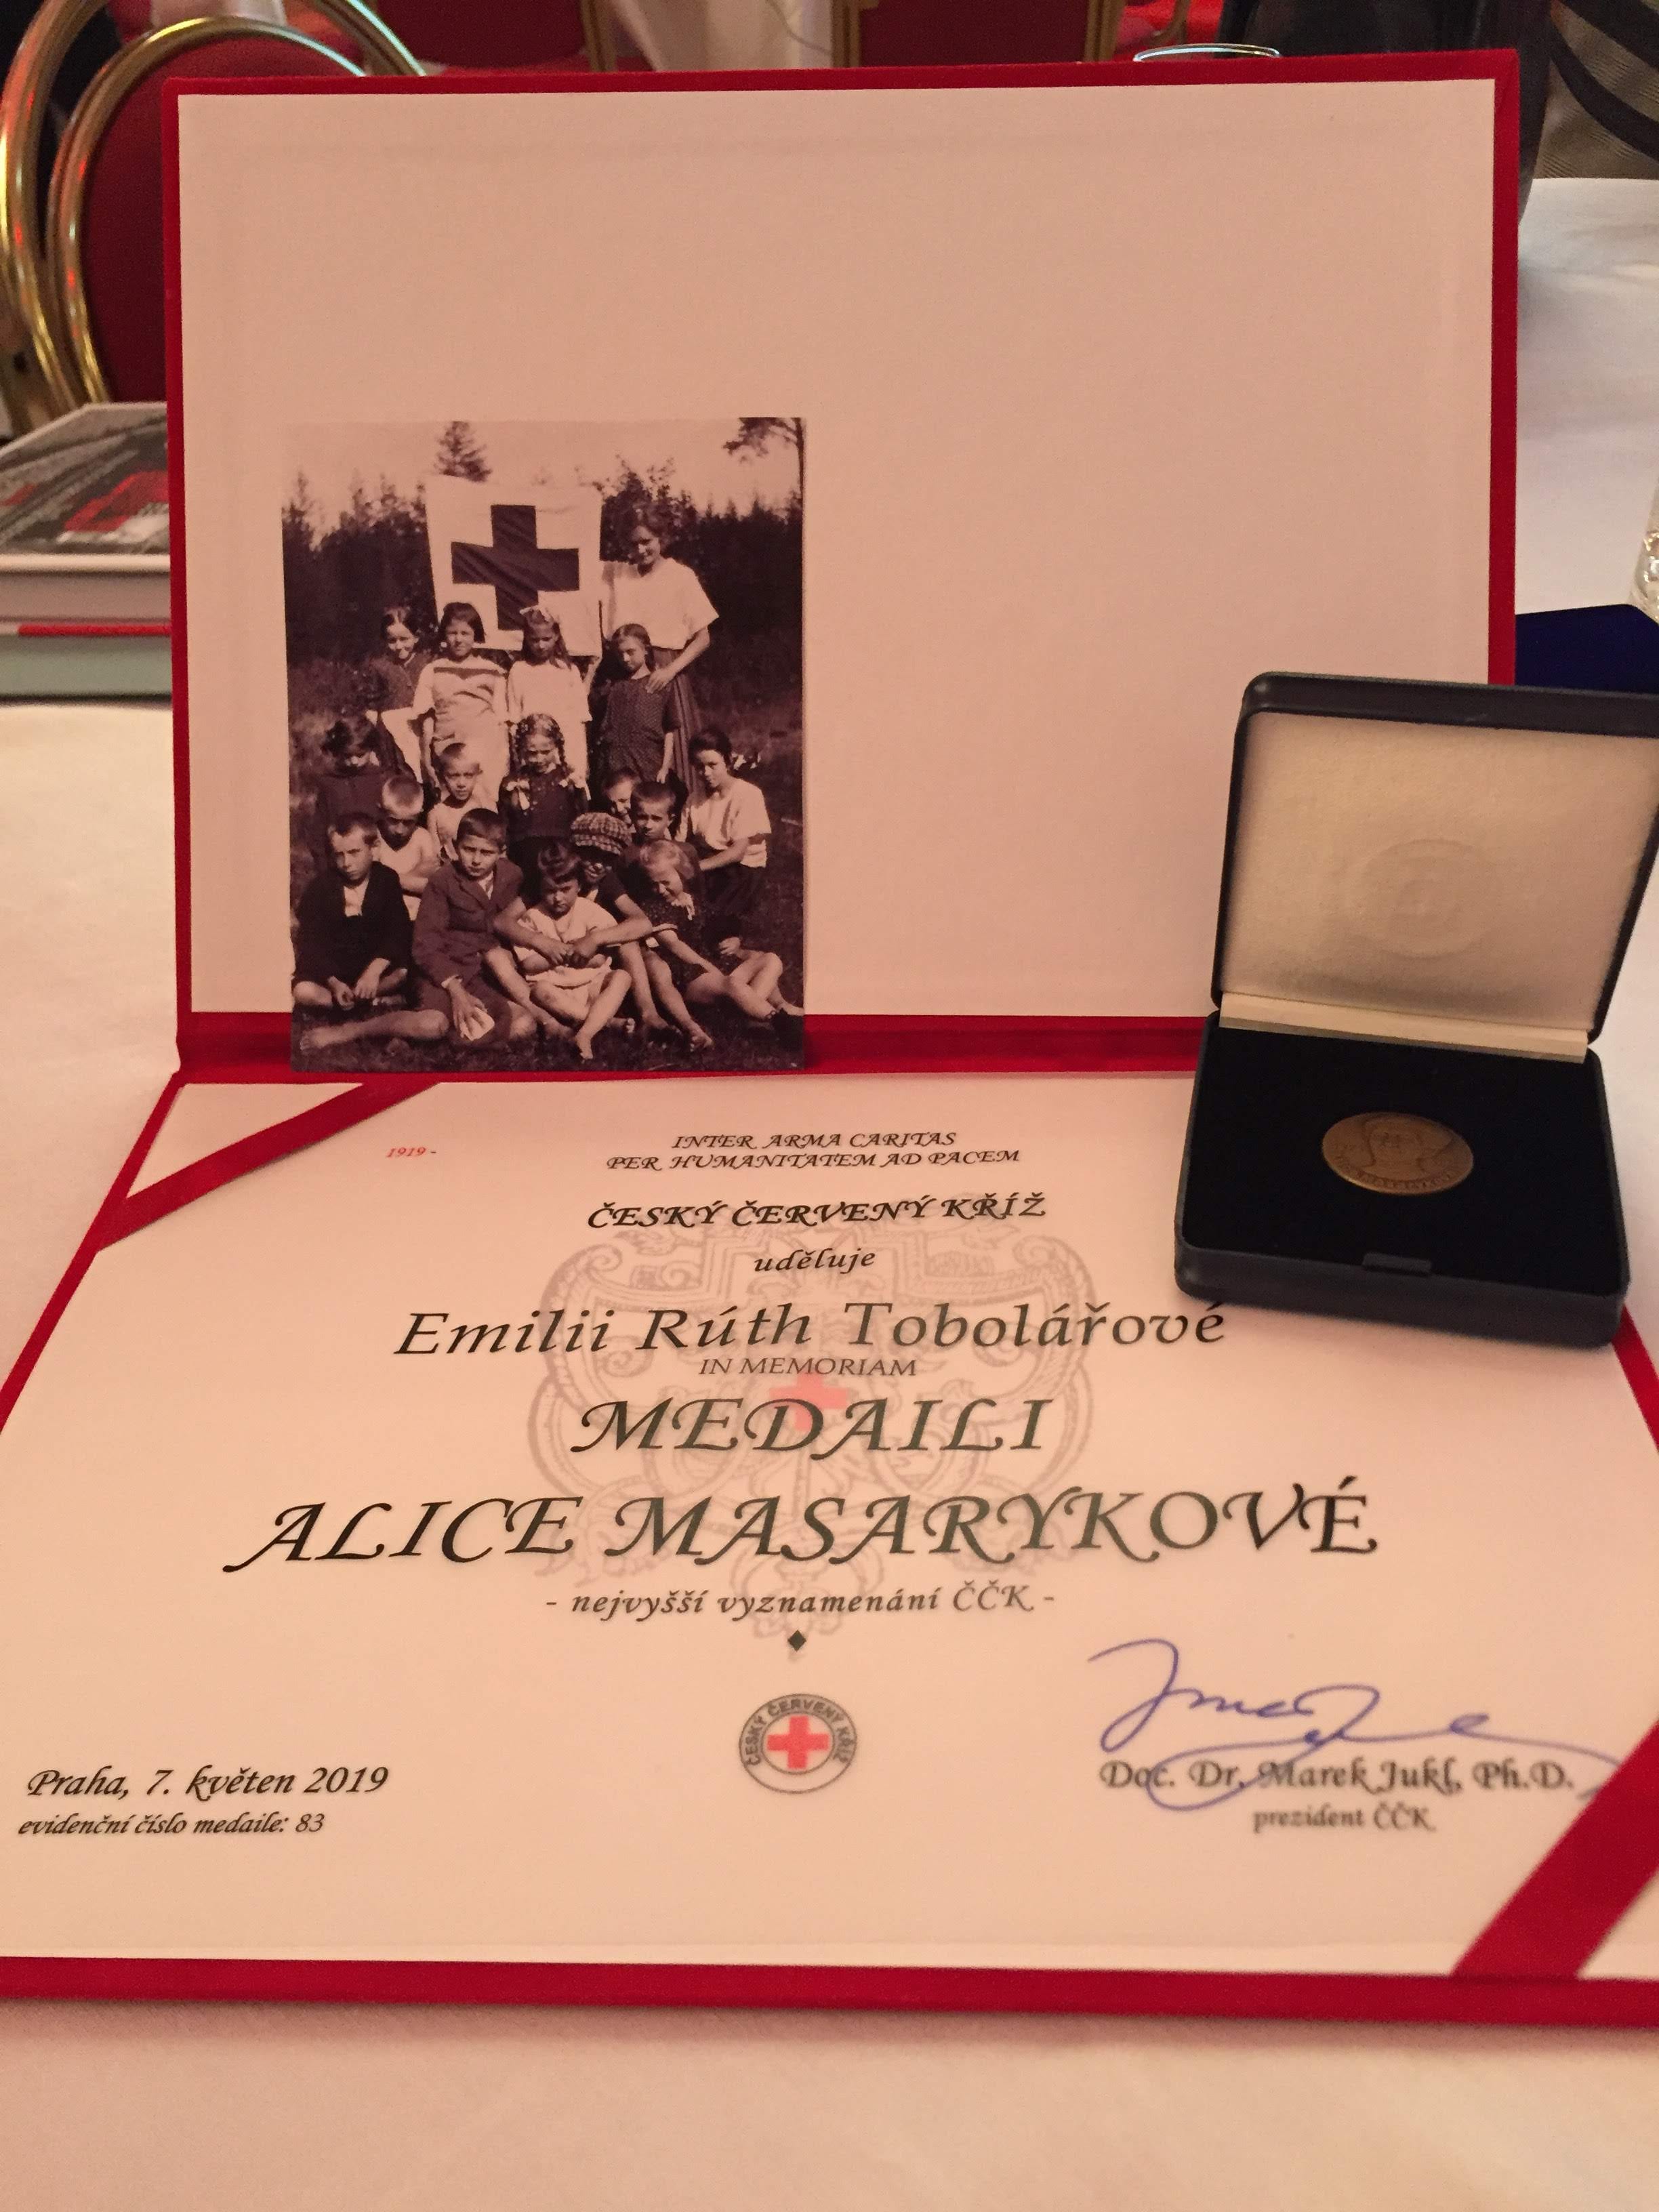 1919 -
INTER ARMA CARITAS
PER HUMANITATEM AD PACEM
ČESKÝ ČERVENÝ KŘÍŽ
uděluje
Emilii Rúth Tobolářové
IN MEMORIAM
MEDAILI
ALICE MASARYKOVÉ
- nejvyšší vyznamenání ČČK -
ČESKÝ ČERVENÝ KŘÍŽ
Praha, 7. květen 2019
evidenční číslo medaile: 83
Doc. Dr. Marek Jukl, Ph.D.
prezident ČČK